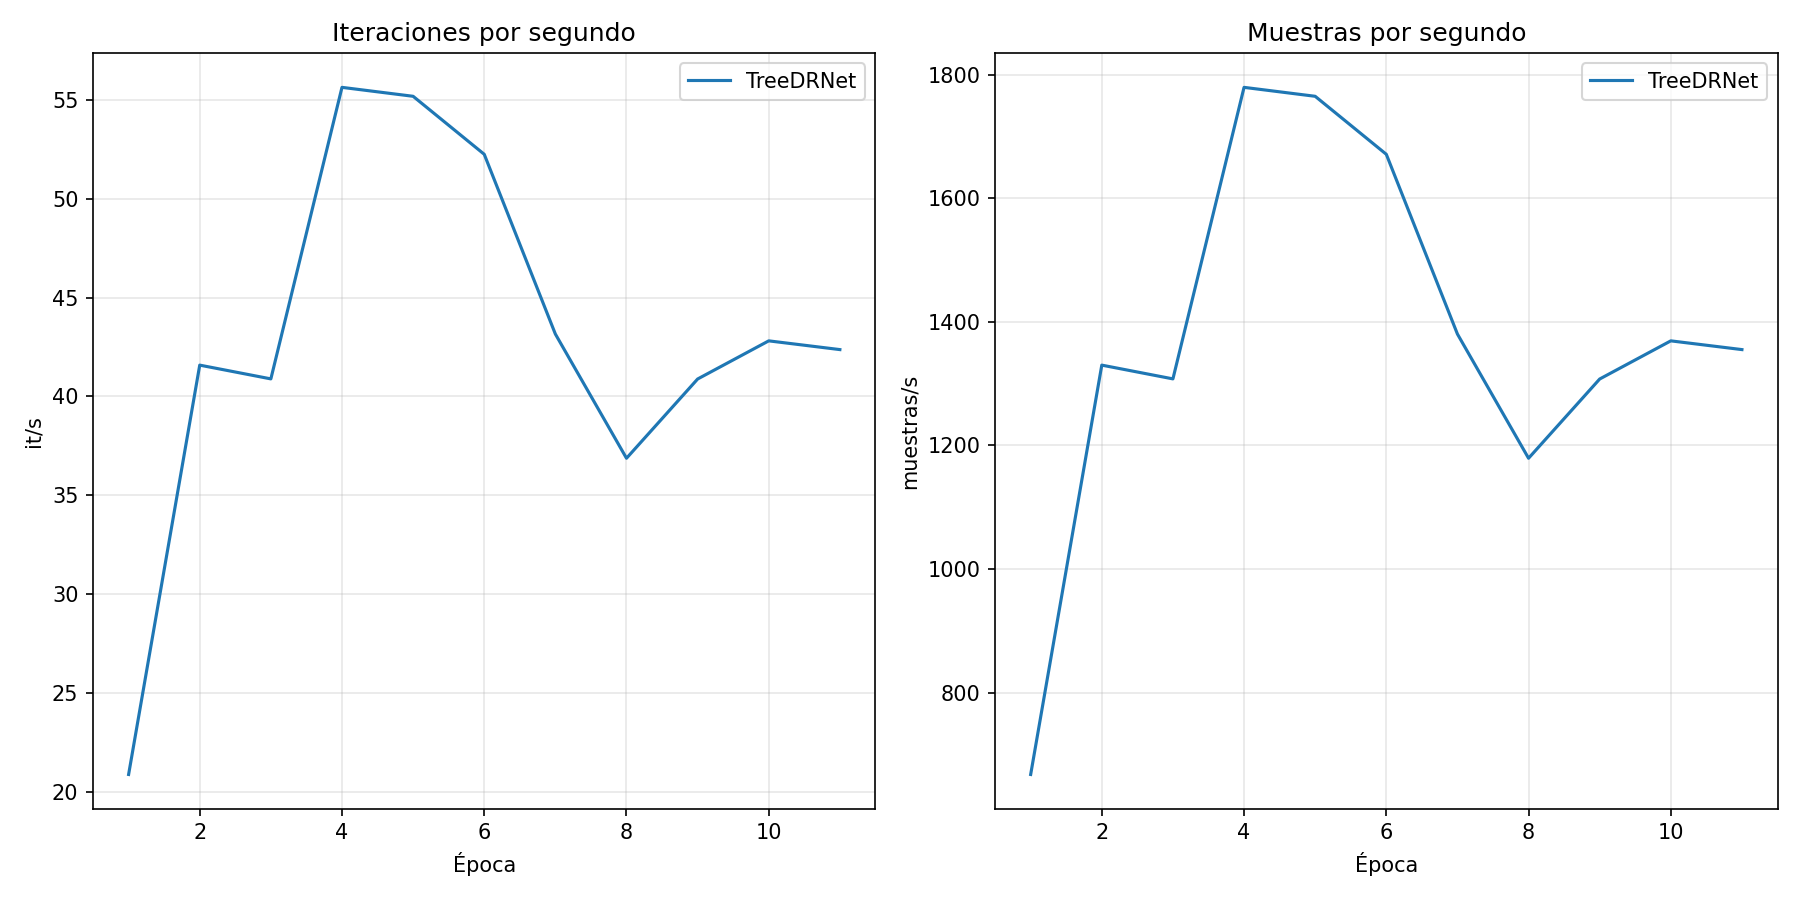 Iteraciones por segundo
TreeDRNet
55
50
45
40
35
30
25
20
it/s
2 4 6 8 10
Época
Muestras por segundo
TreeDRNet
1800
1600
1400
1200
1000
800
muestras/s
2 4 6 8 10
Época